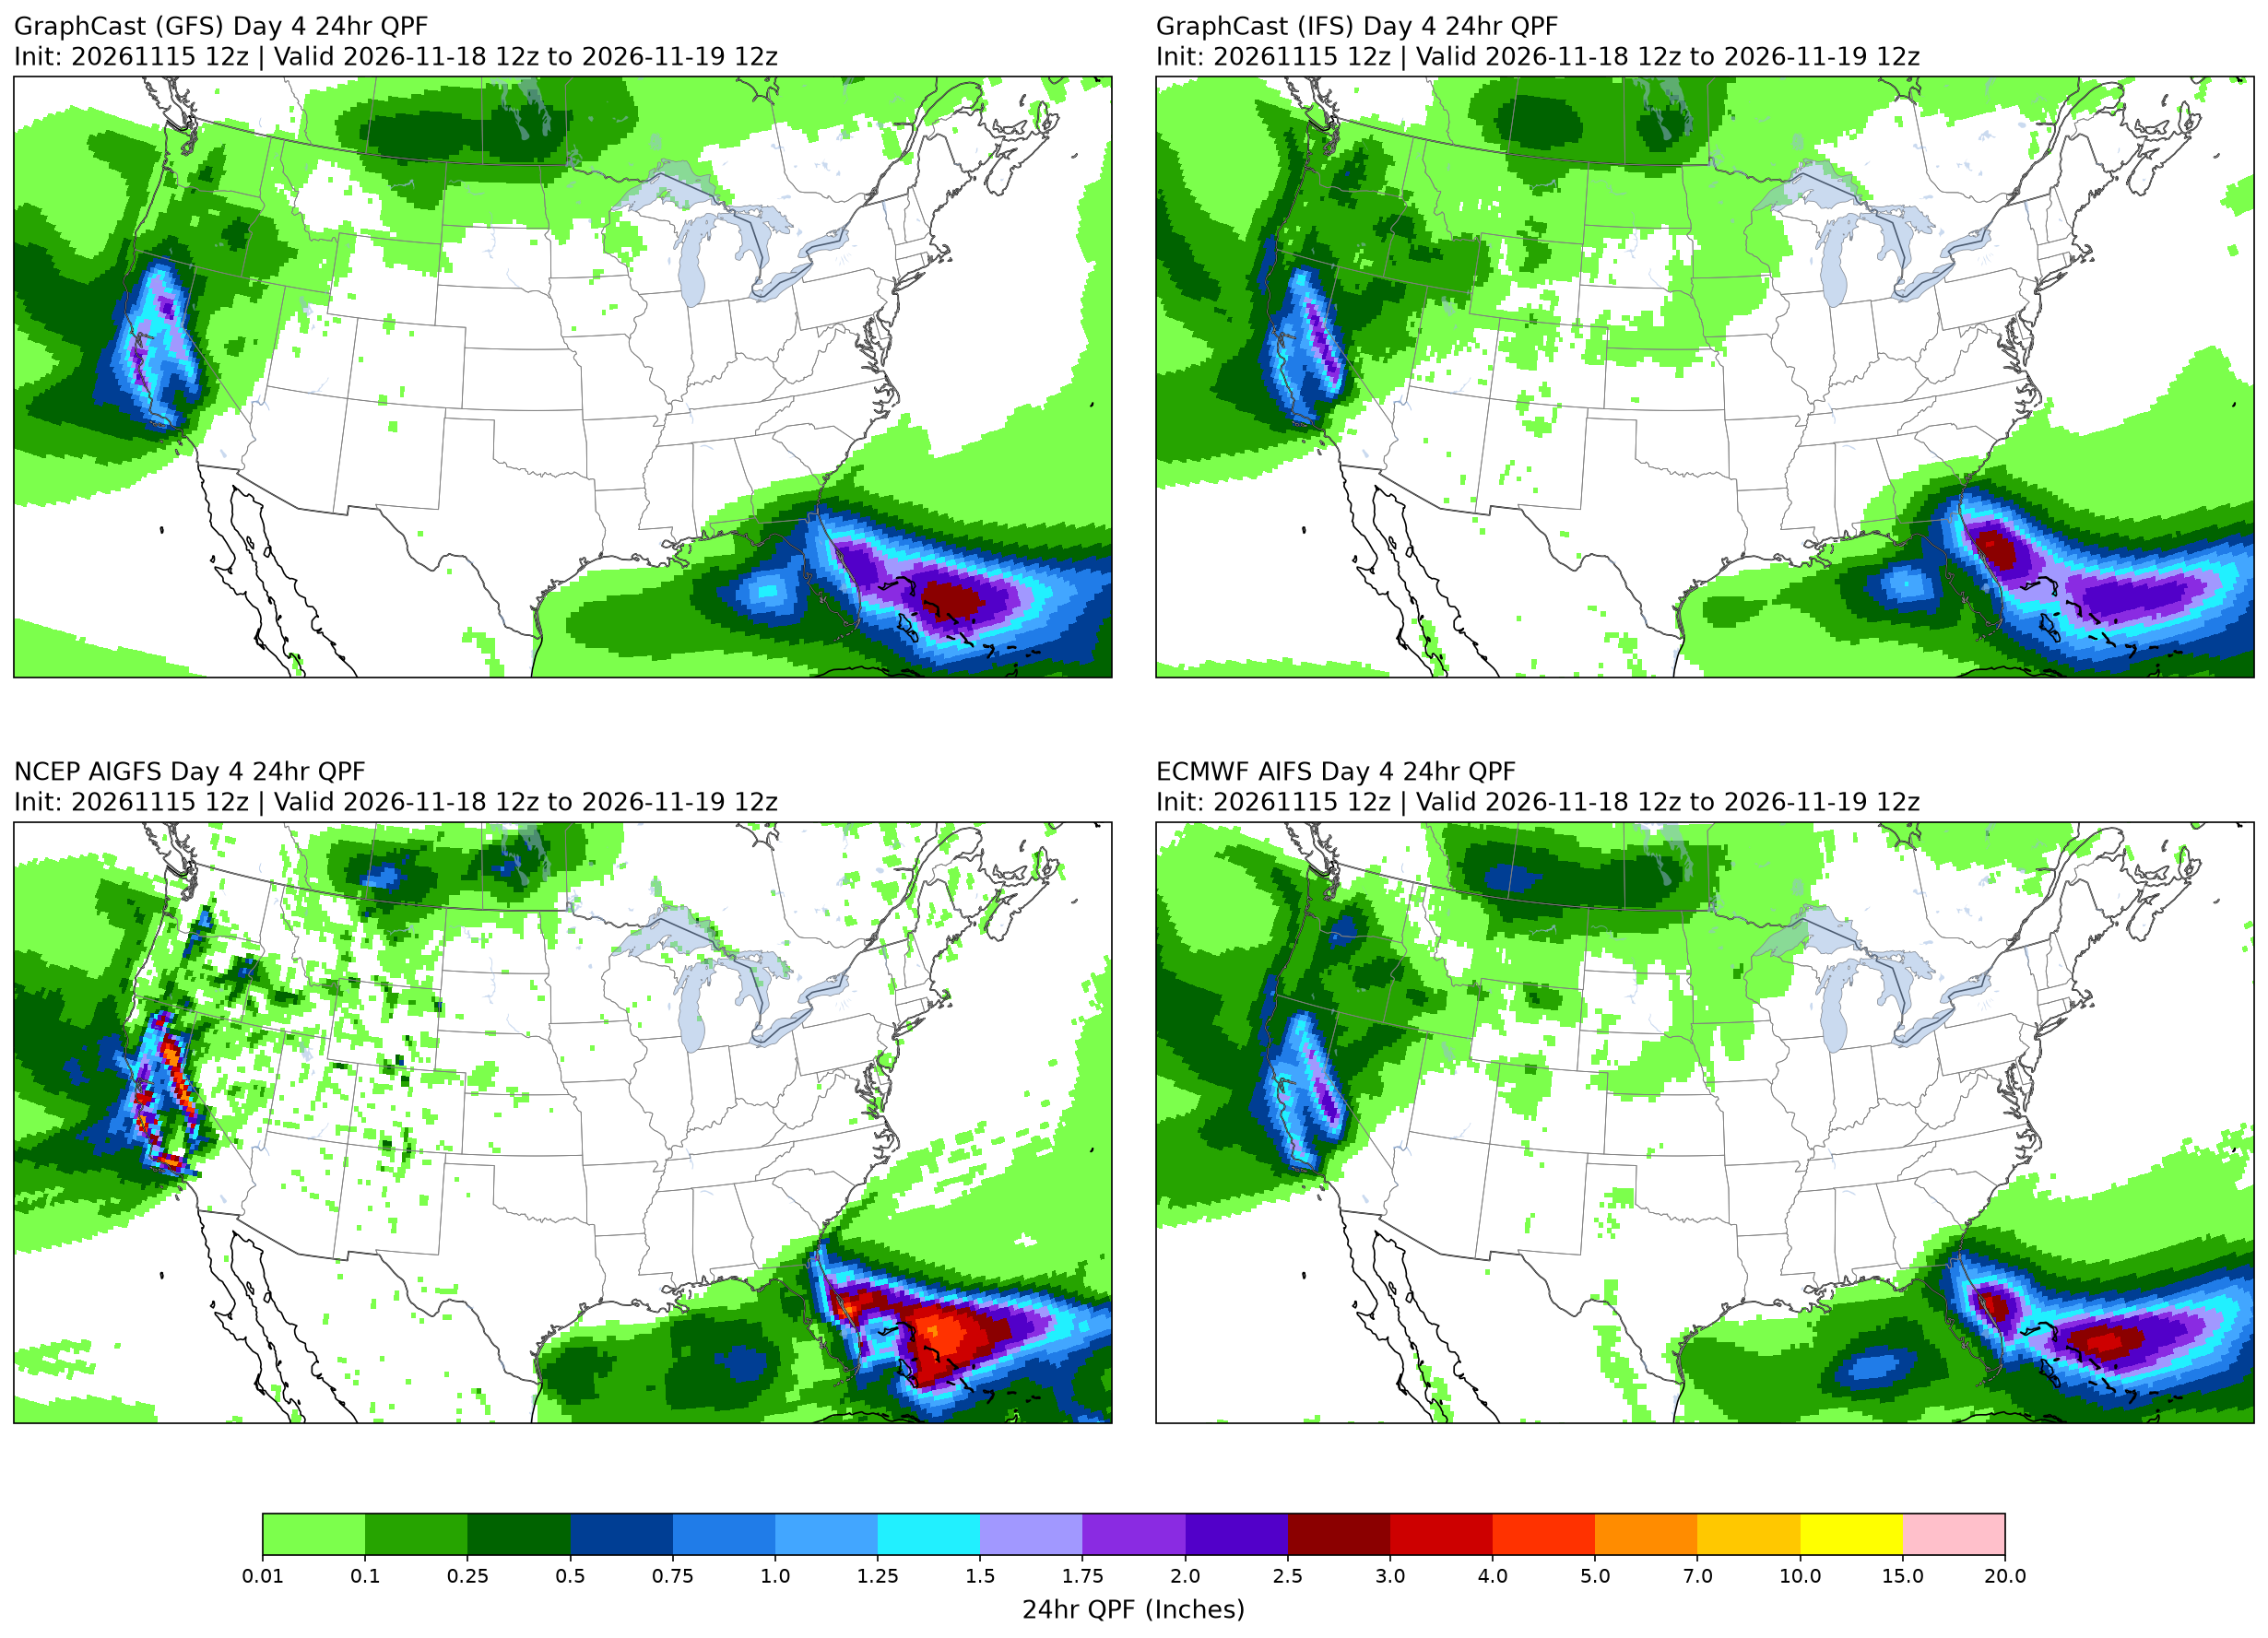 GraphCast (GFS) Day 4 24hr QPF
Init: 20261115 12z | Valid 2026-11-18 12z to 2026-11-19 12z
GraphCast (IFS) Day 4 24hr QPF
Init: 20261115 12z | Valid 2026-11-18 12z to 2026-11-19 12z
NCEP AIGFS Day 4 24hr QPF
Init: 20261115 12z | Valid 2026-11-18 12z to 2026-11-19 12z
ECMWF AIFS Day 4 24hr QPF
Init: 20261115 12z | Valid 2026-11-18 12z to 2026-11-19 12z
0.01 0.1 0.25 0.5 0.75 1.0 1.25 1.5 1.75 2.0 2.5 3.0 4.0 5.0 7.0 10.0 15.0 20.0
24hr QPF (Inches)